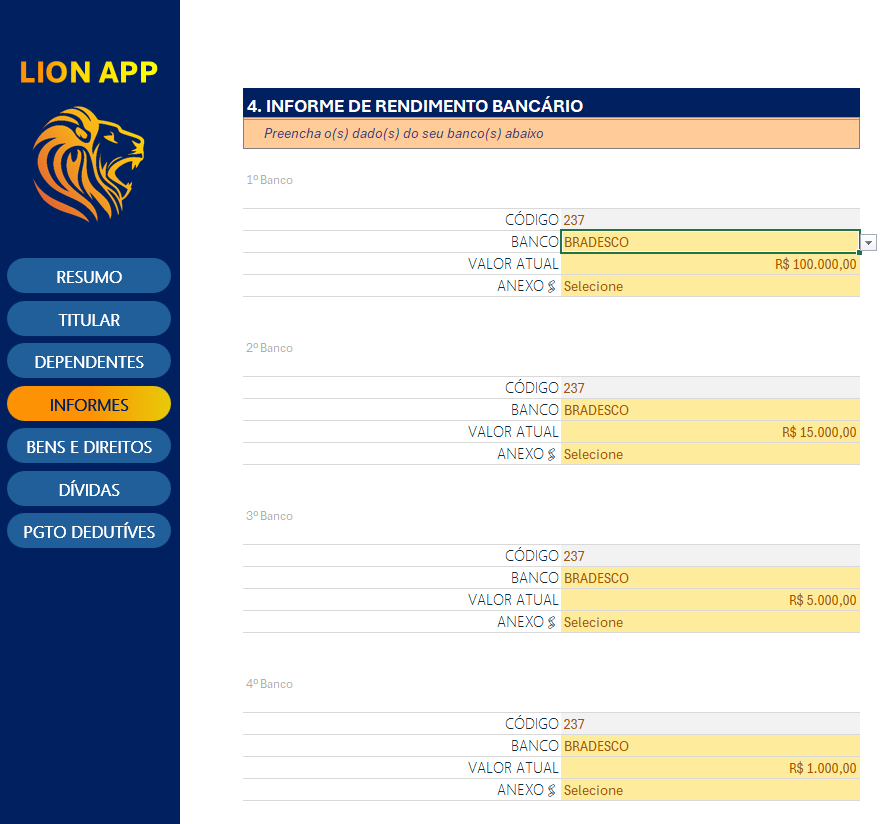 LION APP
RESUMO
TITULAR
DEPENDENTES
INFORMES
BENS E DIREITOS
DÍVIDAS
PGTO DEDUTÍVES
4. INFORME DE RENDIMENTO BANCÁRIO
Preencha o(s) dado(s) do seu banco(s) abaixo
1º Banco
CÓDIGO 237
BANCO BRADESCO
VALOR ATUAL R$ 100.000,00
ANEXO Selecione
2º Banco
CÓDIGO 237
BANCO BRADESCO
VALOR ATUAL R$ 15.000,00
ANEXO Selecione
3º Banco
CÓDIGO 237
BANCO BRADESCO
VALOR ATUAL R$ 5.000,00
ANEXO Selecione
4º Banco
CÓDIGO 237
BANCO BRADESCO
VALOR ATUAL R$ 1.000,00
ANEXO Selecione